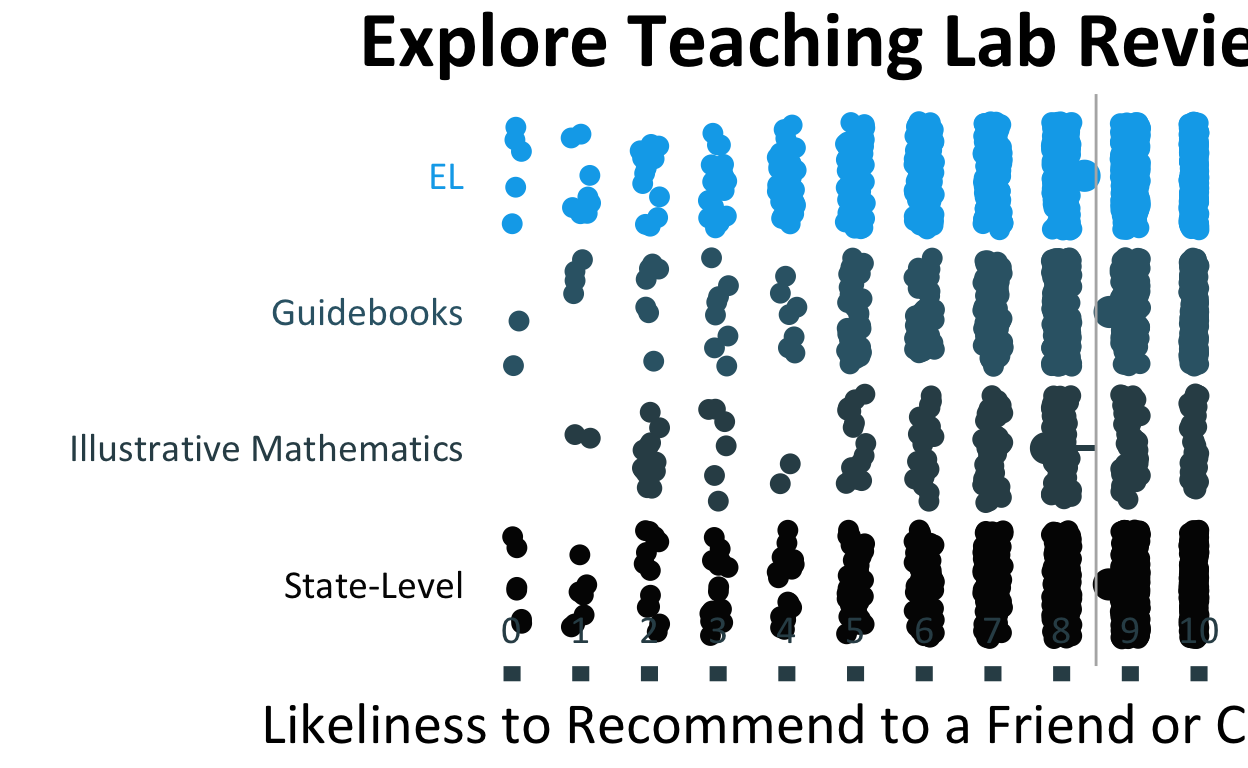 Explore Teaching Lab Revie
EL
Guidebooks
Illustrative Mathematics
State-Level
0 1 2 3 4 5 6 7 8 9 10
Likeliness to Recommend to a Friend or C